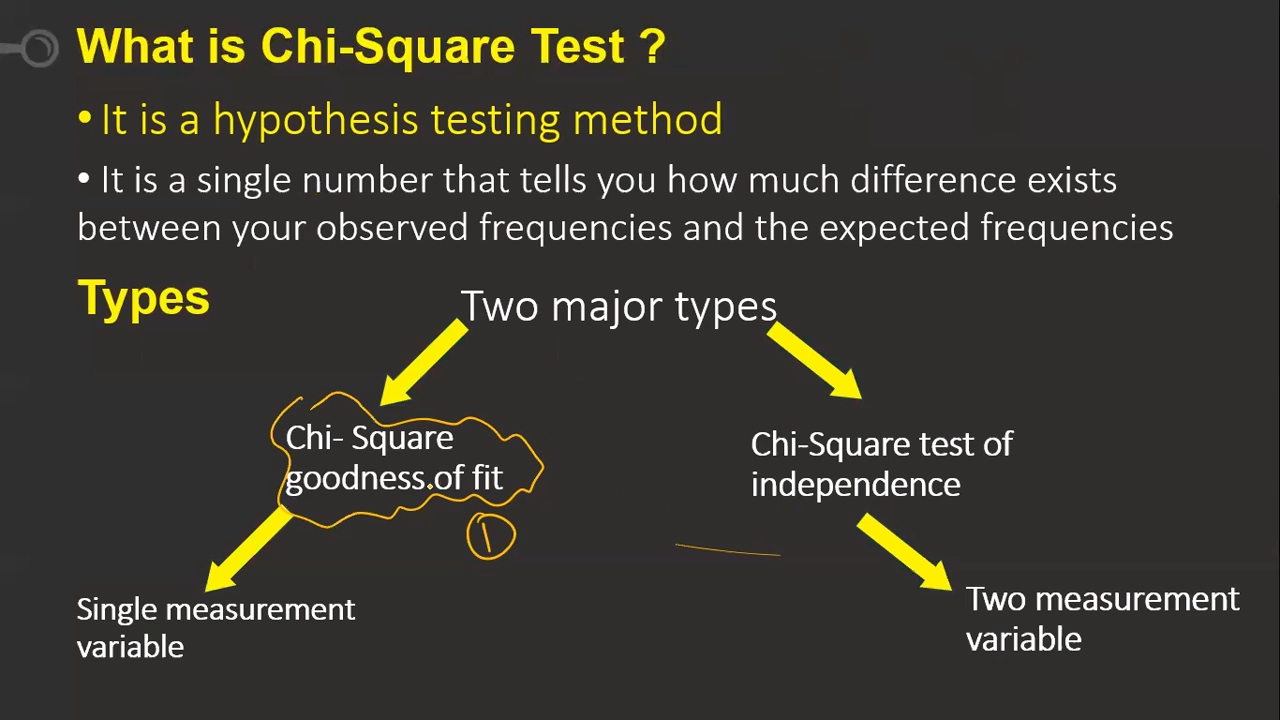 What is Chi-Square Test ?
• It is a hypothesis testing method
• It is a single number that tells you how much difference exists
between your observed frequencies and the expected frequencies
Types
Two major types
Chi- Square
goodness of fit
1
Chi-Square test of
independence
Single measurement
variable
Two measurement
variable